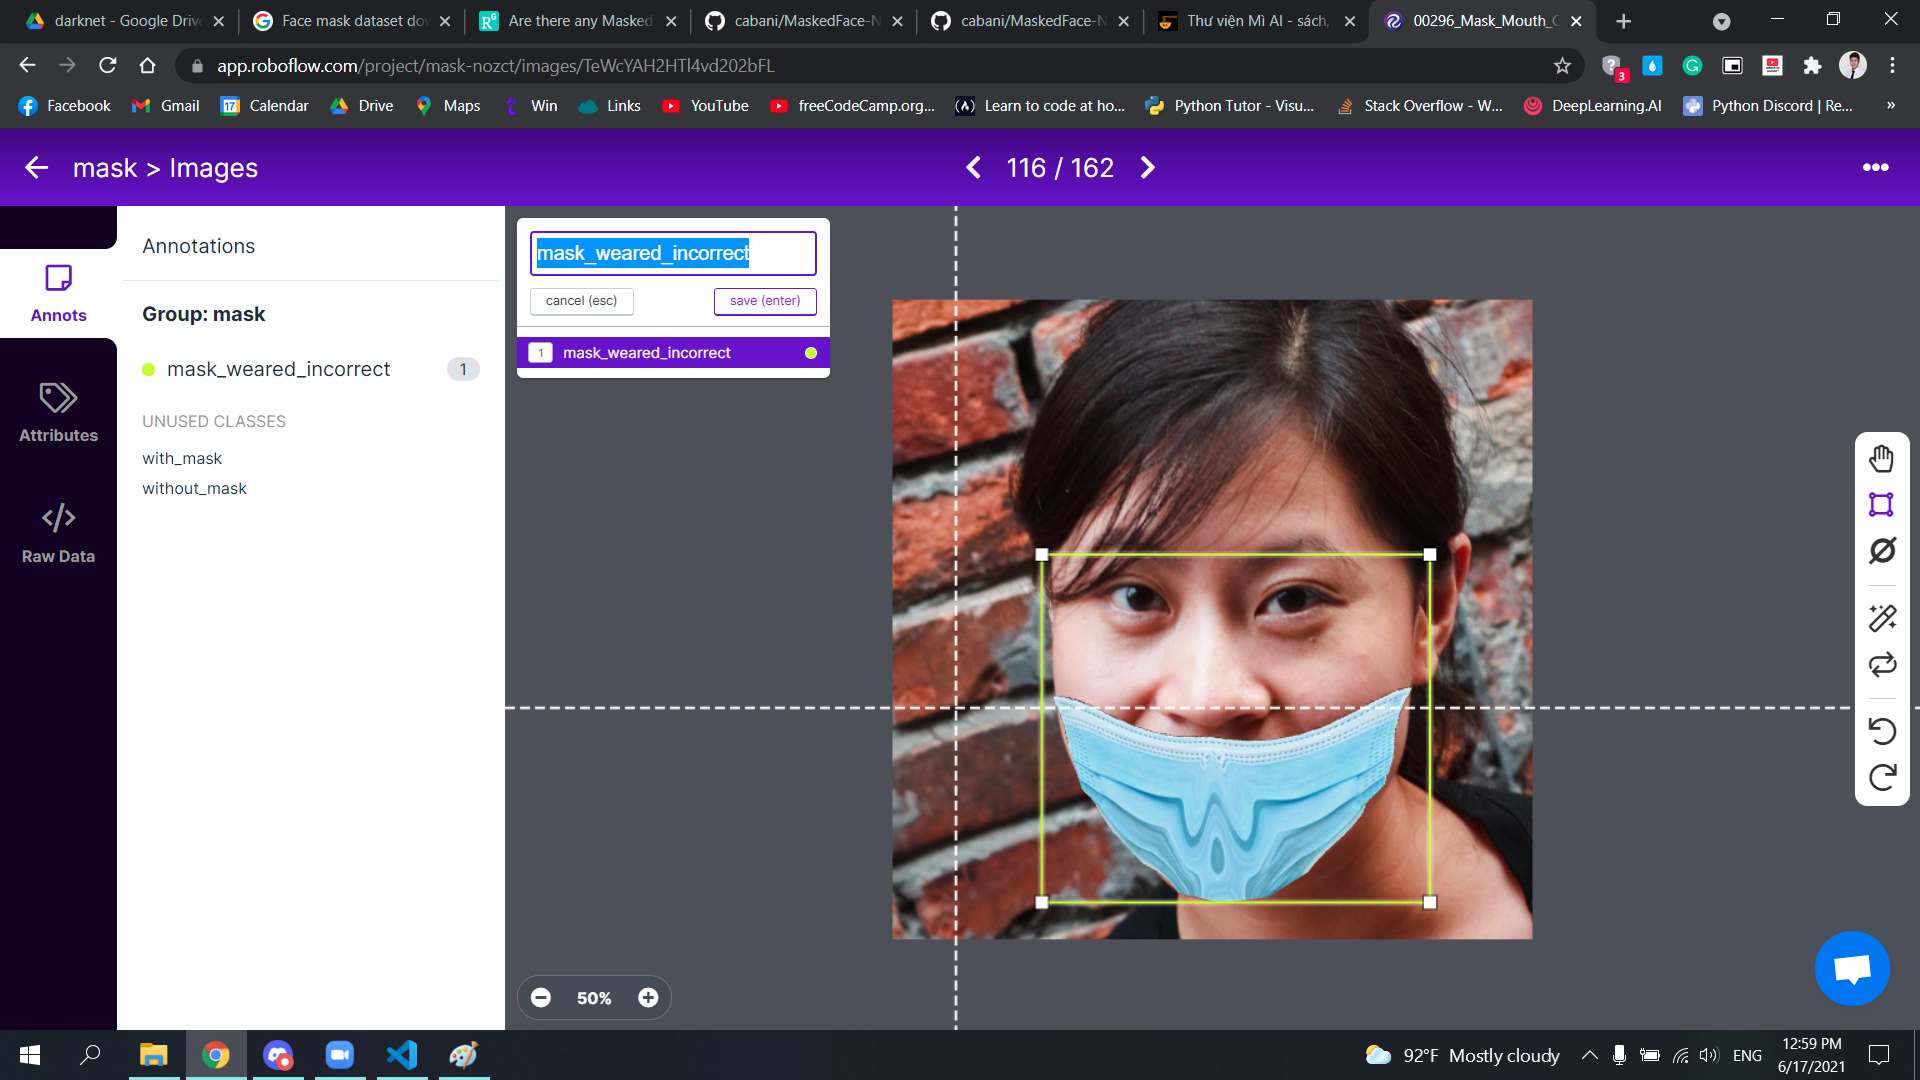 darknet - Google Drive
Face mask dataset do
Are there any Masked
cabani/MaskedFace-N
cabani/MaskedFace-N
Thư viện Mì AI - sách,
00296_Mask_Mouth_C
app.roboflow.com/project/mask-nozct/images/TeWcYAH2HTl4vd202bFL
3
Facebook
Gmail
17
Calendar
Drive
Maps
Win
Links
YouTube
freeCodeCamp.org...
Learn to code at ho...
Python Tutor - Visu...
Stack Overflow - W...
DeepLearning.AI
Python Discord | Re...
»
mask > Images
116 / 162
Annots
Attributes
Raw Data
Annotations
Group: mask
mask_weared_incorrect 1
UNUSED CLASSES
with_mask
without_mask
mask_weared_incorrect
cancel (esc)
save (enter)
1 mask_weared_incorrect
50%
92°F Mostly cloudy
ENG
12:59 PM
6/17/2021